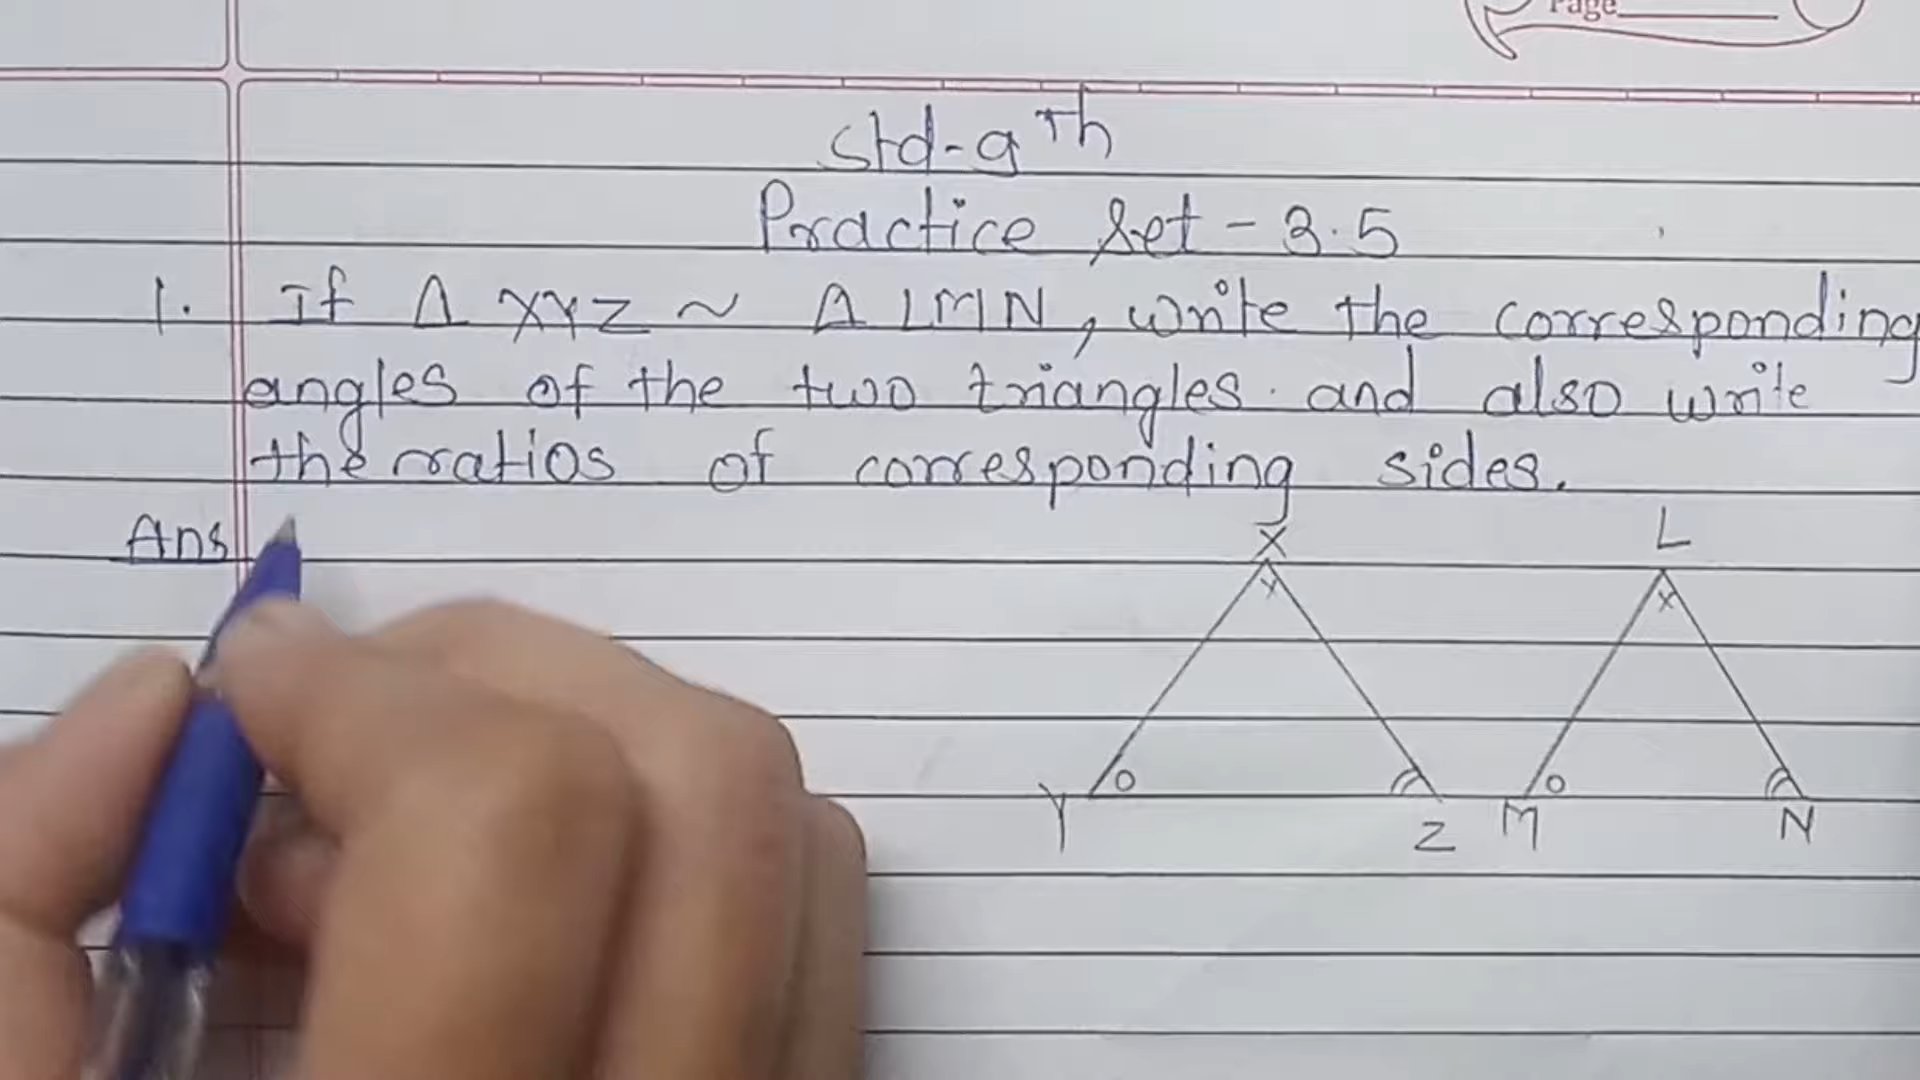 Page
Std-9th
Practice Set - 3.5
1. If Δ XYZ ~ Δ LMN, write the corresponding
angles of the two triangles and also write
the ratios of corresponding sides.
Ans
X L
x x
Y Z M N